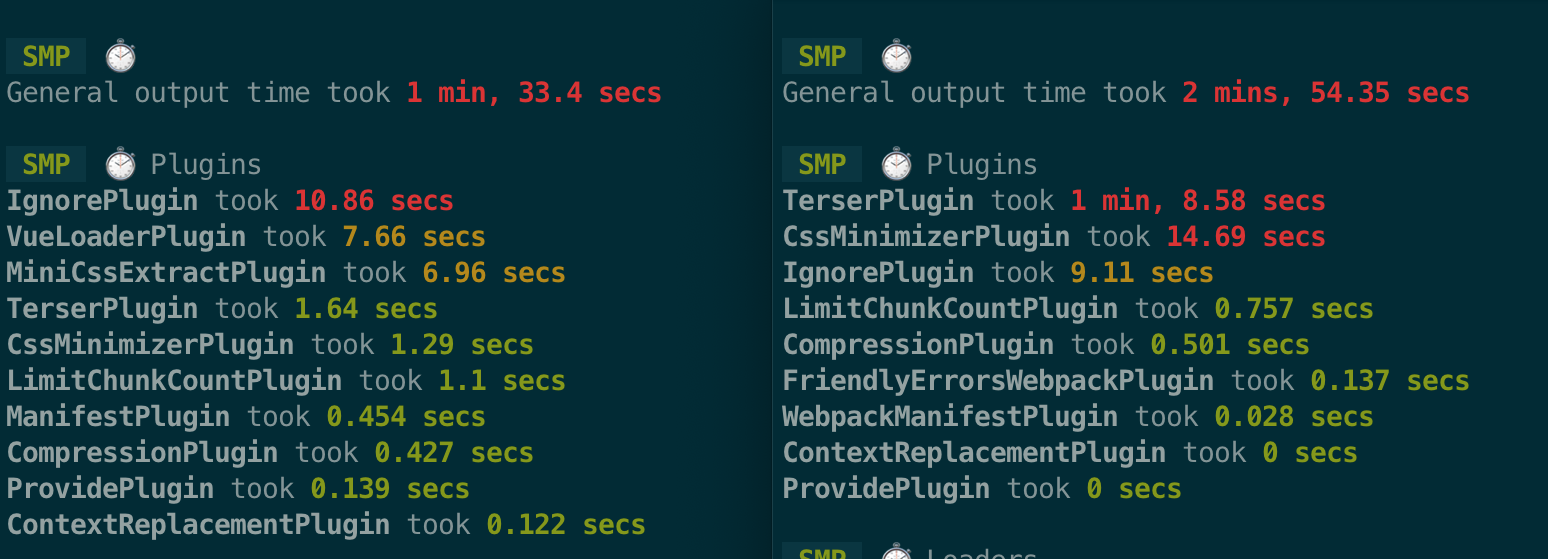 SMP
General output time took 1 min, 33.4 secs
SMP Plugins
IgnorePlugin took 10.86 secs
VueLoaderPlugin took 7.66 secs
MiniCssExtractPlugin took 6.96 secs
TerserPlugin took 1.64 secs
CssMinimizerPlugin took 1.29 secs
LimitChunkCountPlugin took 1.1 secs
ManifestPlugin took 0.454 secs
CompressionPlugin took 0.427 secs
ProvidePlugin took 0.139 secs
ContextReplacementPlugin took 0.122 secs
SMP
General output time took 2 mins, 54.35 secs
SMP Plugins
TerserPlugin took 1 min, 8.58 secs
CssMinimizerPlugin took 14.69 secs
IgnorePlugin took 9.11 secs
LimitChunkCountPlugin took 0.757 secs
CompressionPlugin took 0.501 secs
FriendlyErrorsWebpackPlugin took 0.137 secs
WebpackManifestPlugin took 0.028 secs
ContextReplacementPlugin took 0 secs
ProvidePlugin took 0 secs
SMP Loaders